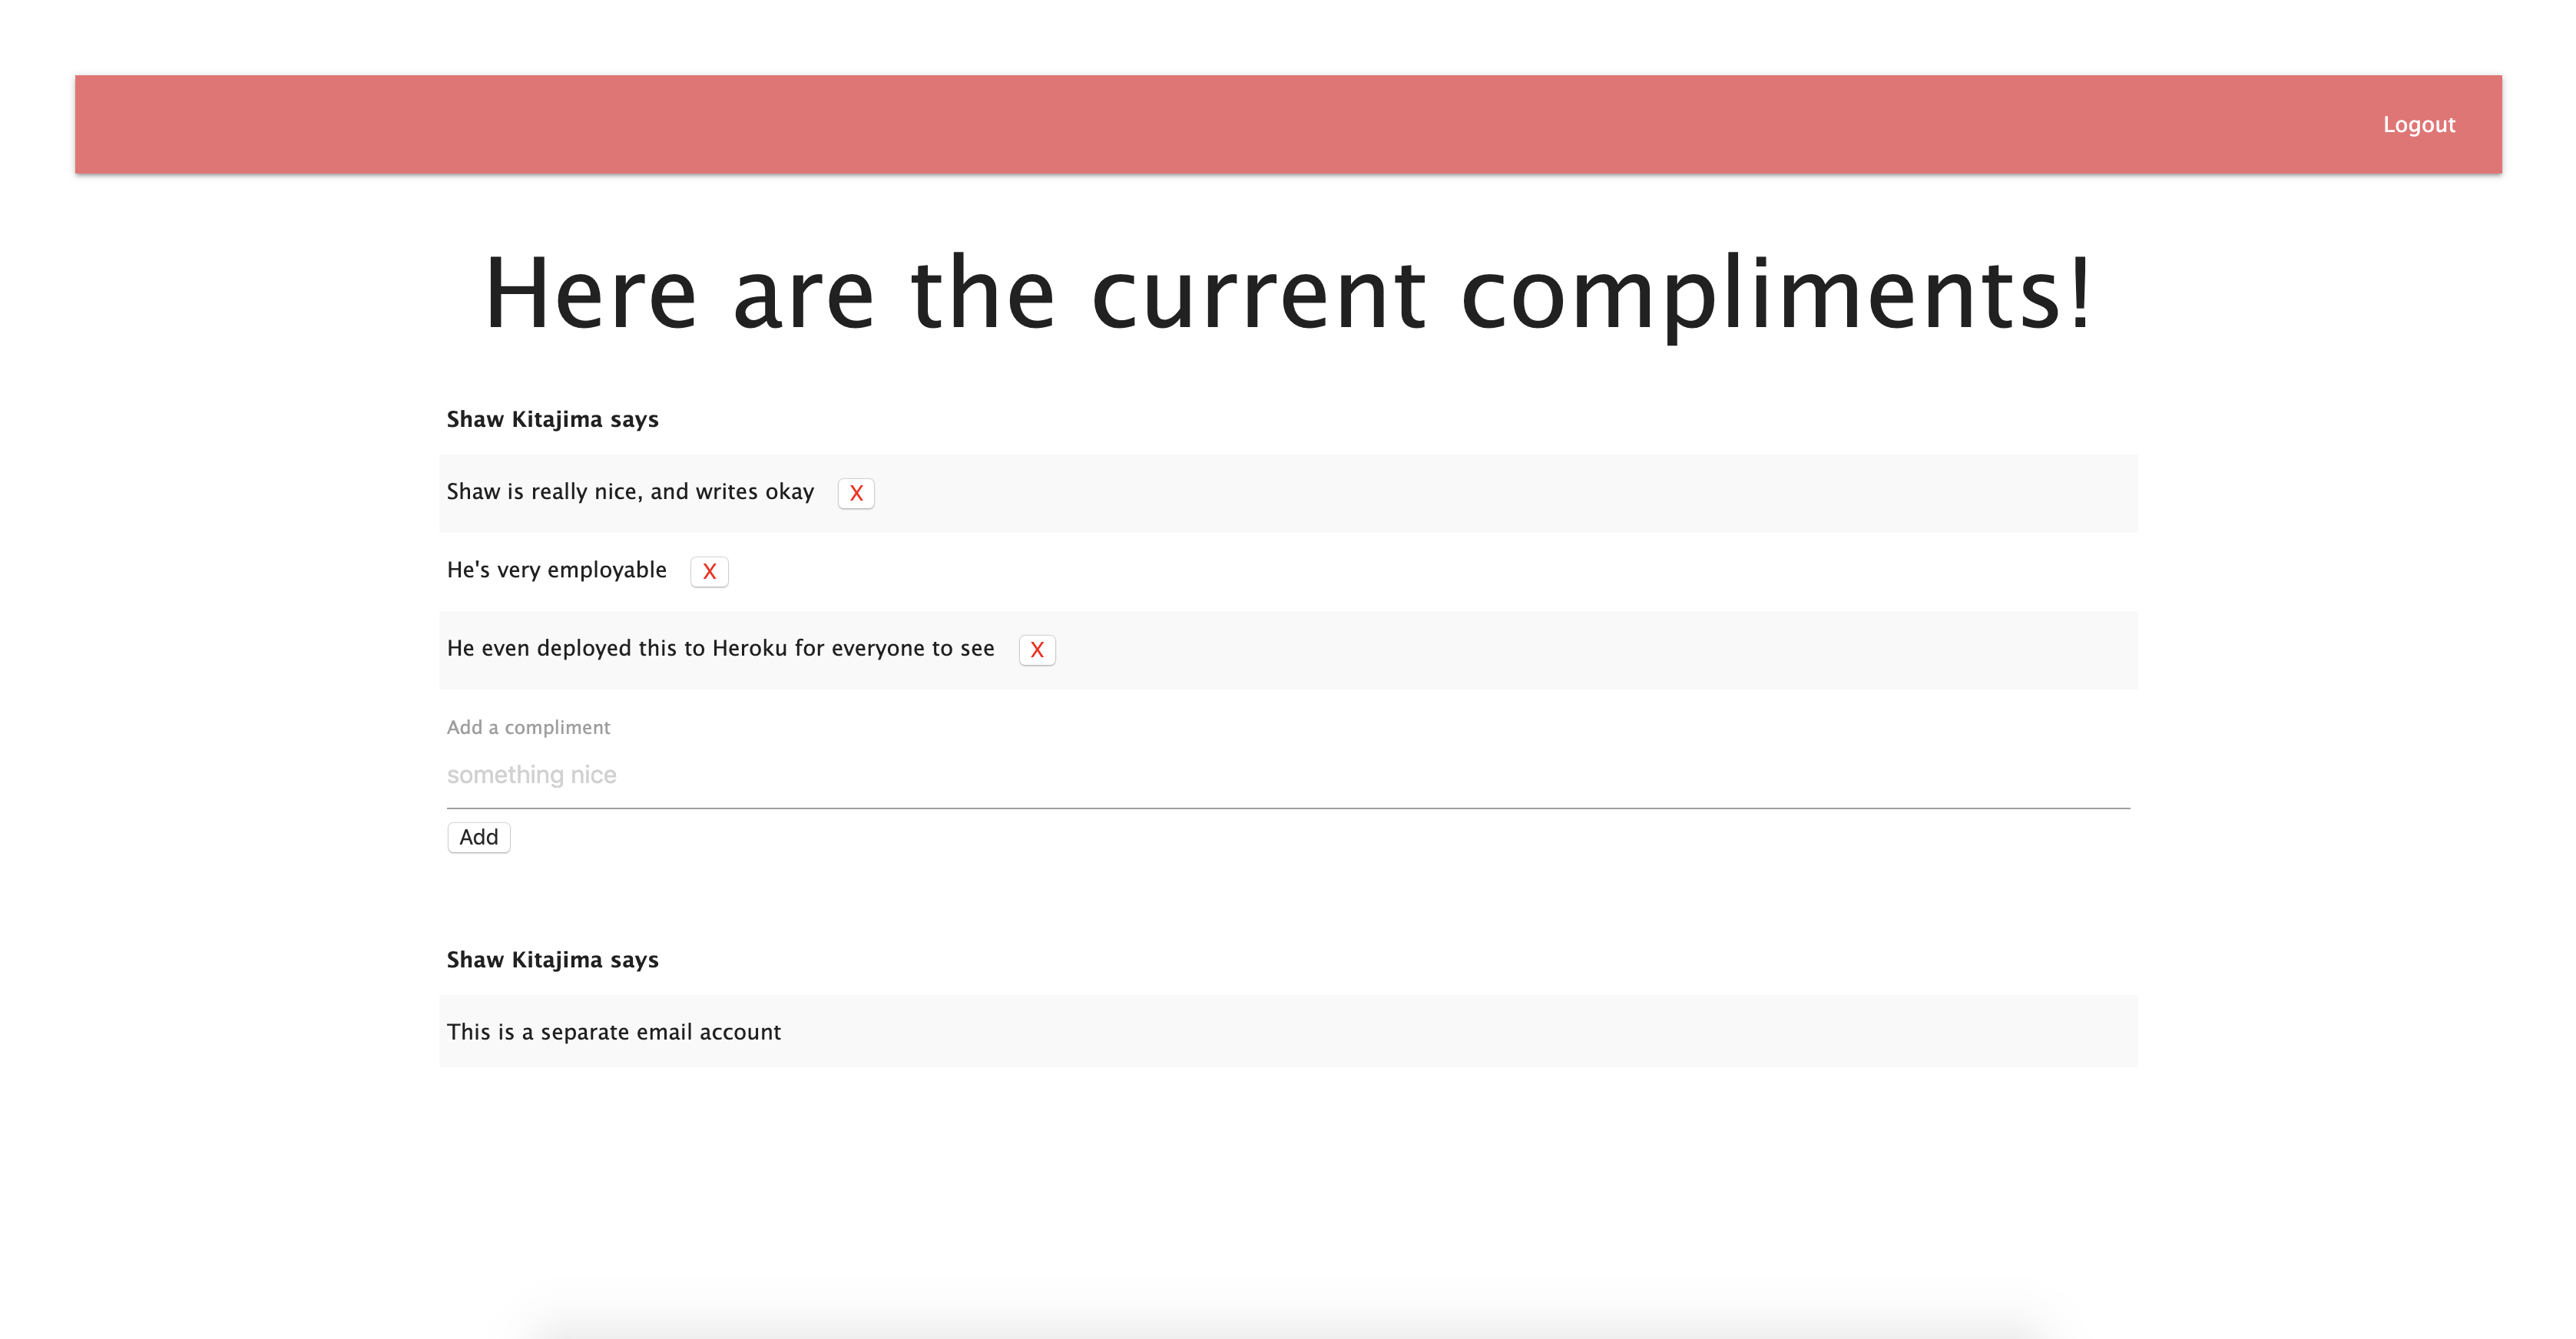 Logout
Here are the current compliments!
Shaw Kitajima says
Shaw is really nice, and writes okay X
He's very employable X
He even deployed this to Heroku for everyone to see X
Add a compliment
something nice
Add
Shaw Kitajima says
This is a separate email account